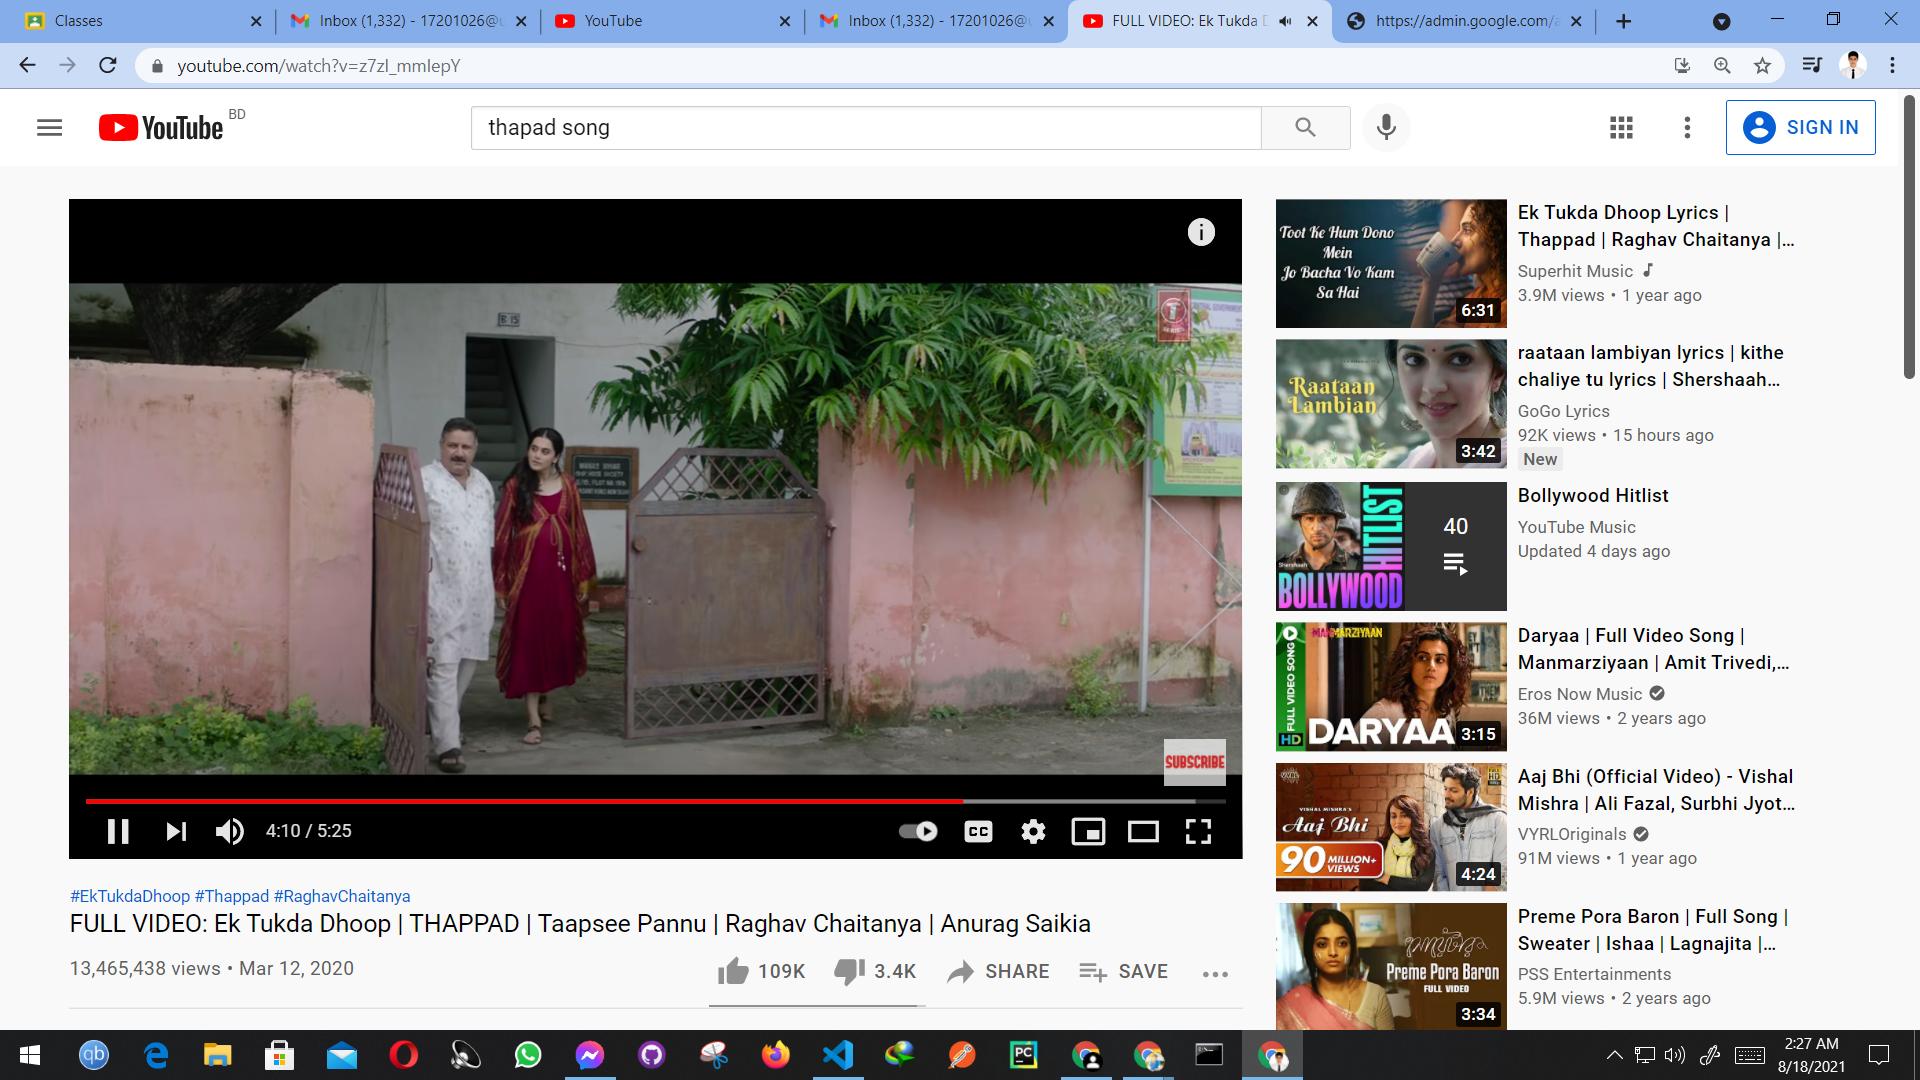 Classes
Inbox (1,332) - 17201026@
YouTube
Inbox (1,332) - 17201026@
FULL VIDEO: Ek Tukda
https://admin.google.com/
youtube.com/watch?v=z7zI_mmIepY
YouTube BD
thapad song
SIGN IN
B-15
T
SERIES
SUBSCRIBE
4:10 / 5:25
CC
#EkTukdaDhoop #Thappad #RaghavChaitanya
FULL VIDEO: Ek Tukda Dhoop | THAPPAD | Taapsee Pannu | Raghav Chaitanya | Anurag Saikia
13,465,438 views • Mar 12, 2020
109K
3.4K
SHARE
SAVE
Toot Ke Hum Dono
Mein
Jo Bacha Vo Kam
Sa Hai
6:31
Ek Tukda Dhoop Lyrics |
Thappad | Raghav Chaitanya |...
Superhit Music
3.9M views • 1 year ago
Raataan
Lambiyan
3:42
raataan lambiyan lyrics | kithe
chaliye tu lyrics | Shershaah...
GoGo Lyrics
92K views • 15 hours ago
New
Shershaah
BOLLYWOOD
HITLIST
40
Bollywood Hitlist
YouTube Music
Updated 4 days ago
MANMARZIYAAN
FULL VIDEO SONG
HD
DARYAA
3:15
Daryaa | Full Video Song |
Manmarziyaan | Amit Trivedi,...
Eros Now Music
36M views • 2 years ago
VISHAL MISHRA'S
Aaj Bhi
90 MILLION+
VIEWS
4:24
Aaj Bhi (Official Video) - Vishal
Mishra | Ali Fazal, Surbhi Jyot...
VYRLOriginals
91M views • 1 year ago
Preme Pora Baron
FULL VIDEO
3:34
Preme Pora Baron | Full Song |
Sweater | Ishaa | Lagnajita |...
PSS Entertainments
5.9M views • 2 years ago
qb
PC
2:27 AM
8/18/2021